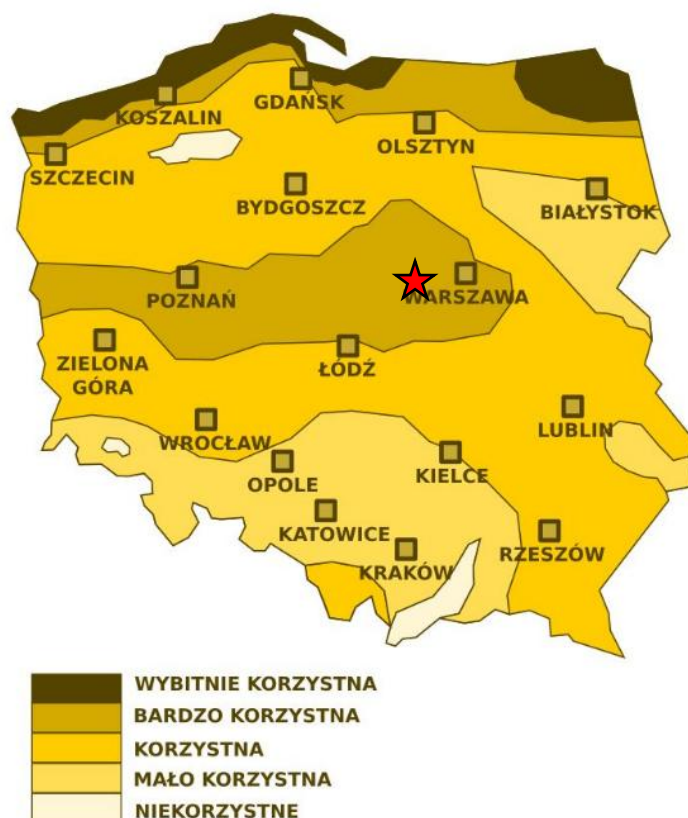 GDAŃSK
KOSZALIN
OLSZTYN
SZCZECIN
BYDGOSZCZ
BIAŁYSTOK
POZNAŃ
WARSZAWA
ZIELONA
GÓRA
ŁÓDŹ
WROCŁAW
LUBLIN
OPOLE
KIELCE
KATOWICE
KRAKÓW
RZESZÓW
WYBITNIE KORZYSTNA
BARDZO KORZYSTNA
KORZYSTNA
MAŁO KORZYSTNA
NIEKORZYSTNE